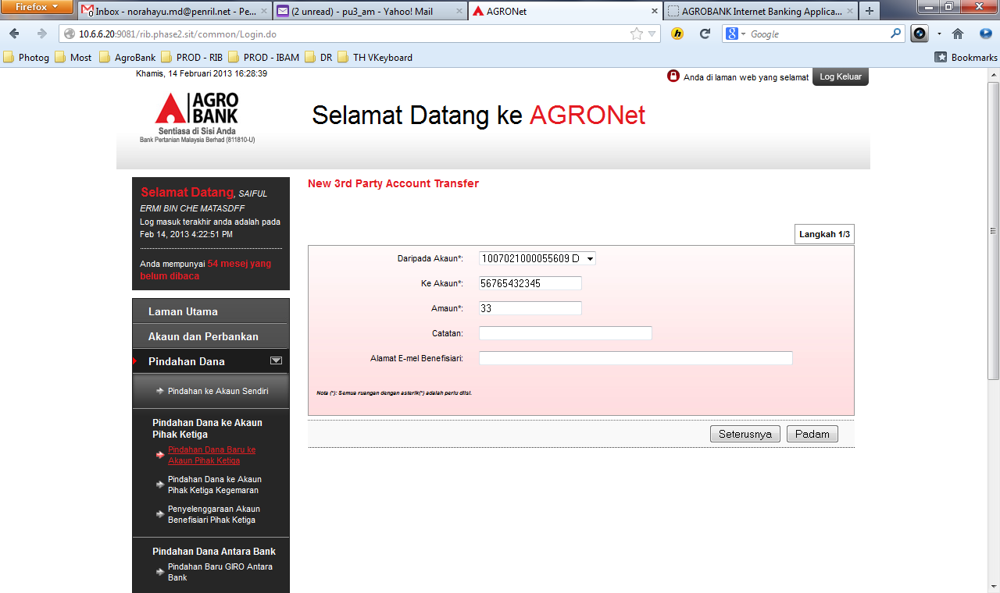 Firefox
Inbox - norahayu.md@penril.net - Pe...
(2 unread) - pu3_am - Yahoo! Mail
AGRONet
AGROBANK Internet Banking Applica...
10.6.6.20:9081/rib.phase2.sit/common/Login.do
Google
Photog
Most
AgroBank
PROD - RIB
PROD - IBAM
DR
TH VKeyboard
Bookmarks
Khamis, 14 Februari 2013 16:28:39
Anda di laman web yang selamat
Log Keluar
AGRO
BANK
Sentiasa di Sisi Anda
Bank Pertanian Malaysia Berhad (811810-U)
Selamat Datang ke AGRONet
Selamat Datang, SAIFUL
ERMI BIN CHE MATASDFF
Log masuk terakhir anda adalah pada
Feb 14, 2013 4:22:51 PM
Anda mempunyai 54 mesej yang
belum dibaca
Laman Utama
Akaun dan Perbankan
Pindahan Dana
Pindahan ke Akaun Sendiri
Pindahan Dana ke Akaun
Pihak Ketiga
Pindahan Dana Baru ke
Akaun Pihak Ketiga
Pindahan Dana ke Akaun
Pihak Ketiga Kegemaran
Penyelenggaraan Akaun
Benefisiari Pihak Ketiga
Pindahan Dana Antara Bank
Pindahan Baru GIRO Antara
Bank
New 3rd Party Account Transfer
Langkah 1/3
Daripada Akaun*: 1007021000055609 D
Ke Akaun*: 56765432345
Amaun*: 33
Catatan:
Alamat E-mel Benefisiari:
Nota (*): Semua ruangan dengan asterik(*) adalah perlu diisi.
Seterusnya
Padam